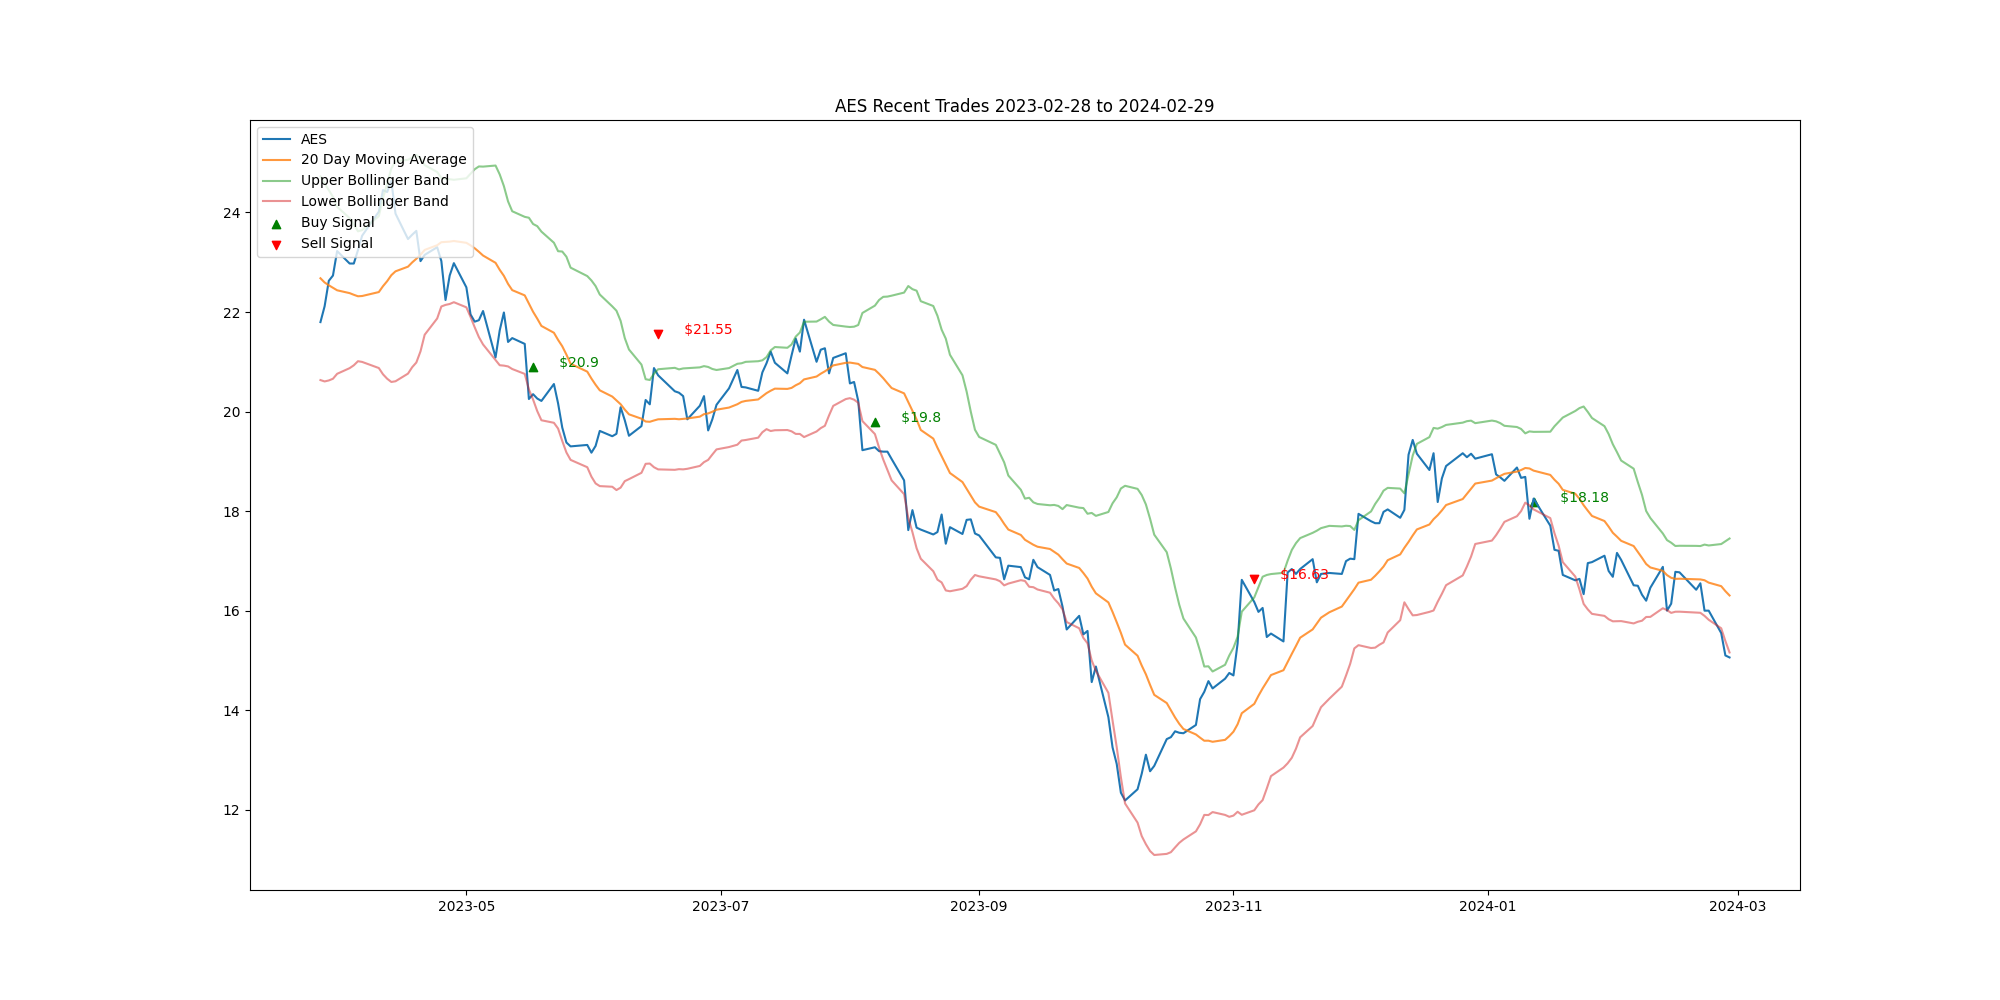 AES Recent Trades 2023-02-28 to 2024-02-29
AES
20 Day Moving Average
Upper Bollinger Band
Lower Bollinger Band
Buy Signal
Sell Signal
24
22
20
18
16
14
12
$21.55
$20.9
$19.8
$18.18
$16.63
2023-05
2023-07
2023-09
2023-11
2024-01
2024-03